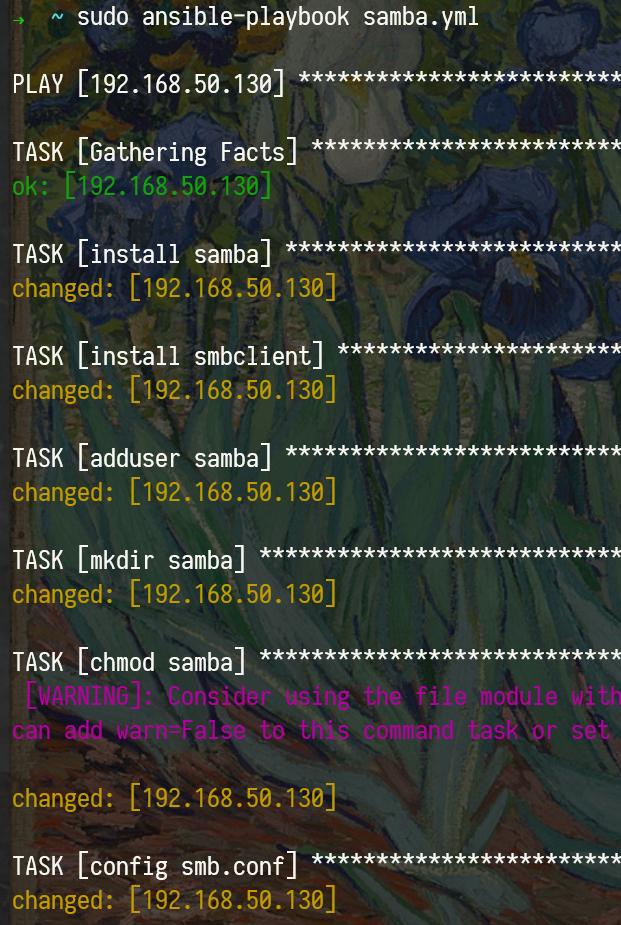 → ~ sudo ansible-playbook samba.yml
PLAY [192.168.50.130] *************************
TASK [Gathering Facts] ************************
ok: [192.168.50.130]
TASK [install samba] **************************
changed: [192.168.50.130]
TASK [install smbclient] **********************
changed: [192.168.50.130]
TASK [adduser samba] **************************
changed: [192.168.50.130]
TASK [mkdir samba] ****************************
changed: [192.168.50.130]
TASK [chmod samba] ****************************
[WARNING]: Consider using the file module with
can add warn=False to this command task or set
changed: [192.168.50.130]
TASK [config smb.conf] ************************
changed: [192.168.50.130]